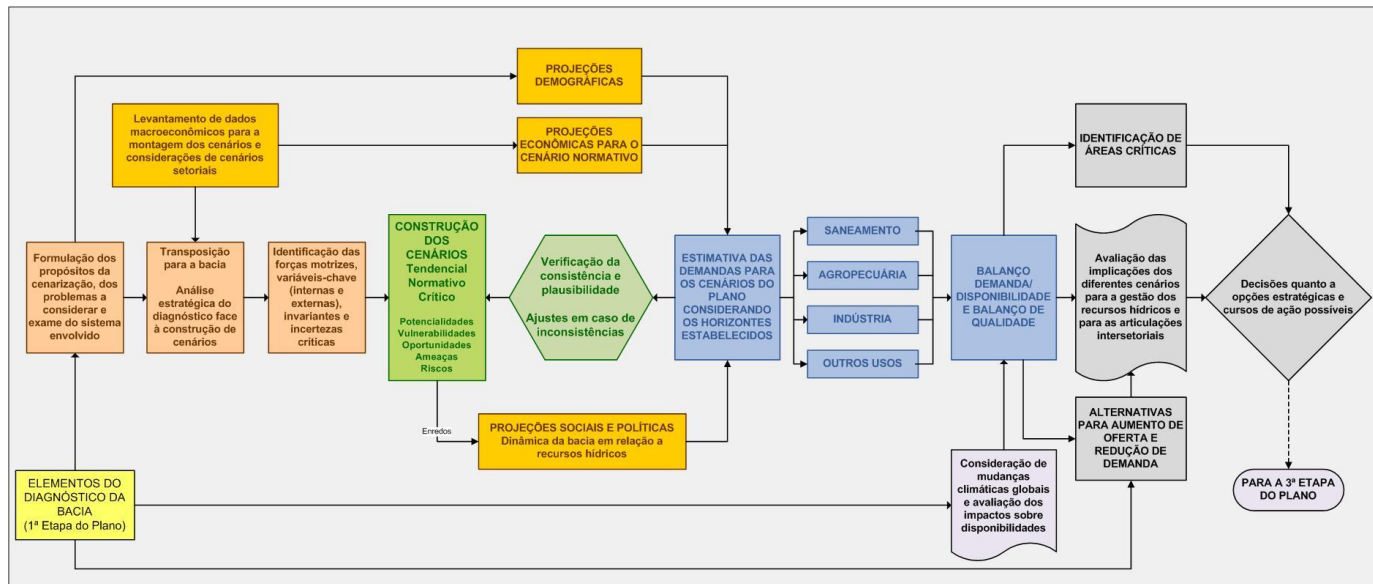 PROJEÇÕES
DEMOGRÁFICAS
Levantamento de dados
macroeconômicos para a
montagem dos cenários e
considerações de cenários
setoriais
PROJEÇÕES
ECONÔMICAS PARA O
CENÁRIO NORMATIVO
IDENTIFICAÇÃO DE
ÁREAS CRÍTICAS
Formulação dos
propósitos da
cenarização, dos
problemas a
considerar e
exame do sistema
envolvido
Transposição
para a bacia
Análise
estratégica do
diagnóstico face
à construção de
cenários
Identificação das
forças motrizes,
variáveis-chave
(internas e
externas),
invariantes e
incertezas
críticas
CONSTRUÇÃO
DOS
CENÁRIOS
Tendencial
Normativo
Crítico
Potencialidades
Vulnerabilidades
Oportunidades
Ameaças
Riscos
Verificação da
consistência e
plausibilidade
Ajustes em caso de
inconsistências
ESTIMATIVA DAS
DEMANDAS PARA
OS CENÁRIOS DO
PLANO
CONSIDERANDO
OS HORIZONTES
ESTABELECIDOS
SANEAMENTO
AGROPECUÁRIA
INDÚSTRIA
OUTROS USOS
BALANÇO
DEMANDA/
DISPONIBILIDADE
E BALANÇO DE
QUALIDADE
Avaliação das
implicações dos
diferentes cenários
para a gestão dos
recursos hídricos e
para as articulações
intersetoriais
Decisões quanto a
opções estratégicas e
cursos de ação possíveis
Enredos
PROJEÇÕES SOCIAIS E POLÍTICAS
Dinâmica da bacia em relação a
recursos hídricos
ALTERNATIVAS
PARA AUMENTO DE
OFERTA E
REDUÇÃO DE
DEMANDA
ELEMENTOS DO
DIAGNÓSTICO DA
BACIA
(1ª Etapa do Plano)
Consideração de
mudanças
climáticas globais
e avaliação dos
impactos sobre
disponibilidades
PARA A 3ª ETAPA
DO PLANO